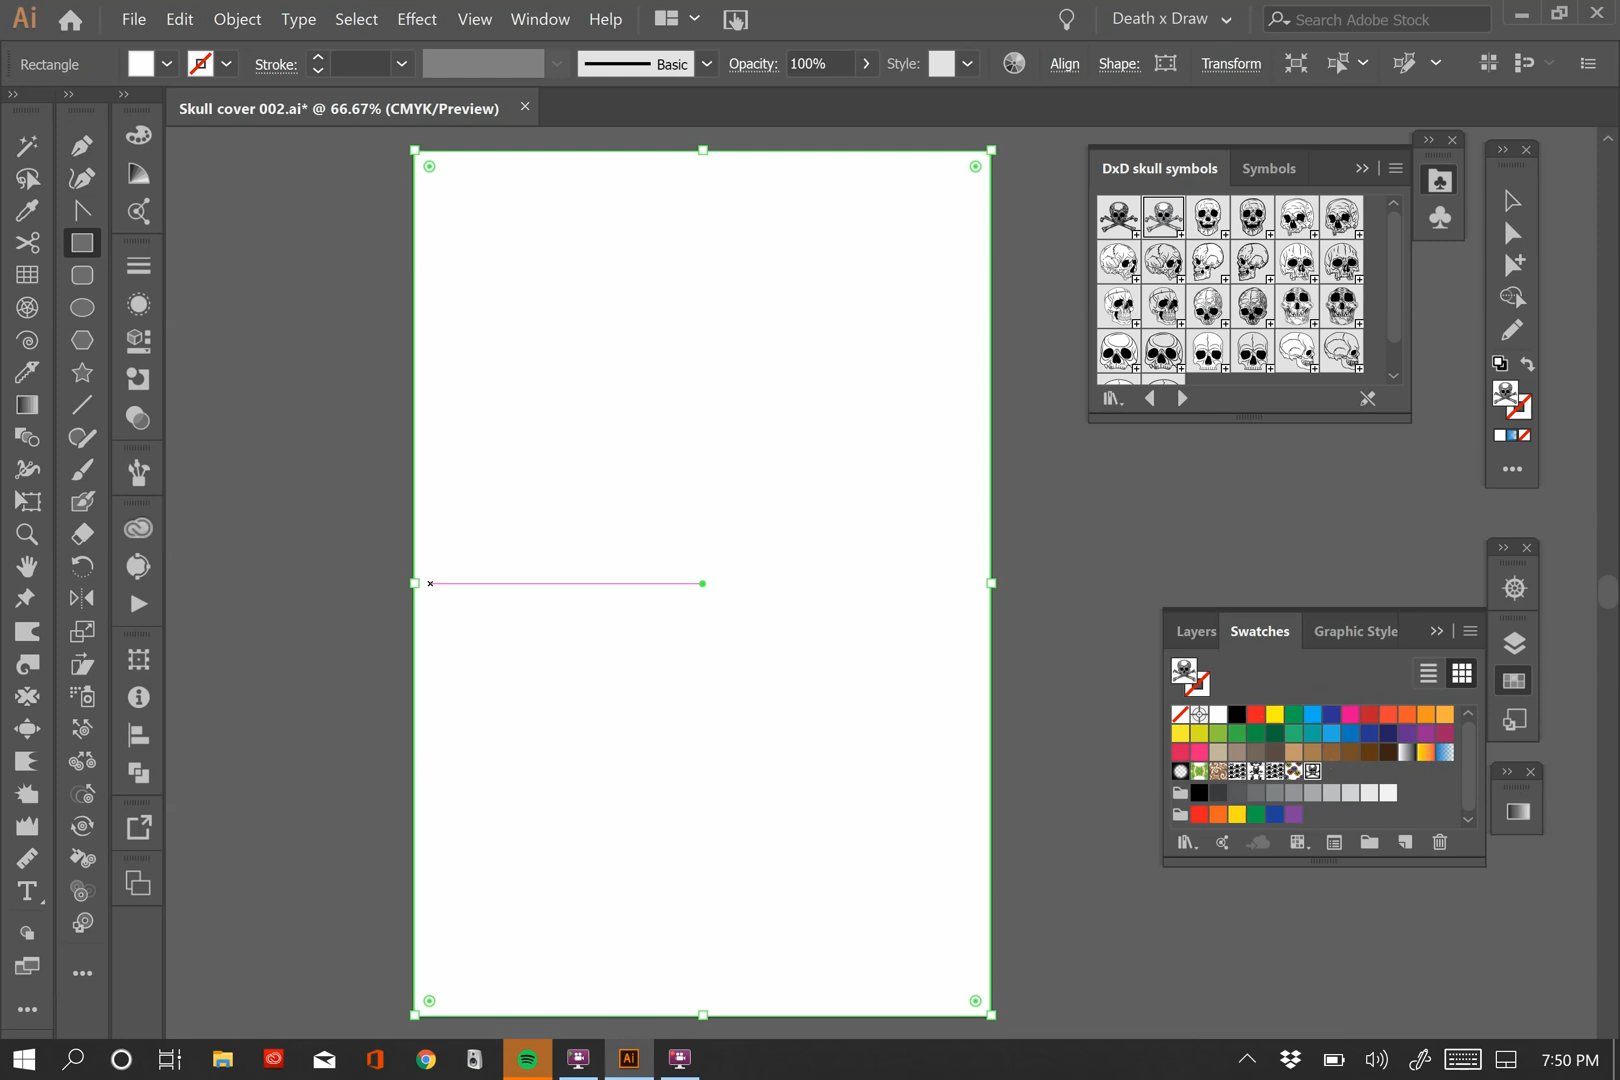 Ai File Edit Object Type Select Effect View Window Help Death x Draw Search Adobe Stock
Rectangle Stroke: Basic Opacity: 100% Style: Align Shape: Transform
Skull cover 002.ai* @ 66.67% (CMYK/Preview)
DxD skull symbols Symbols
Layers Swatches Graphic Style
Ai 7:50 PM